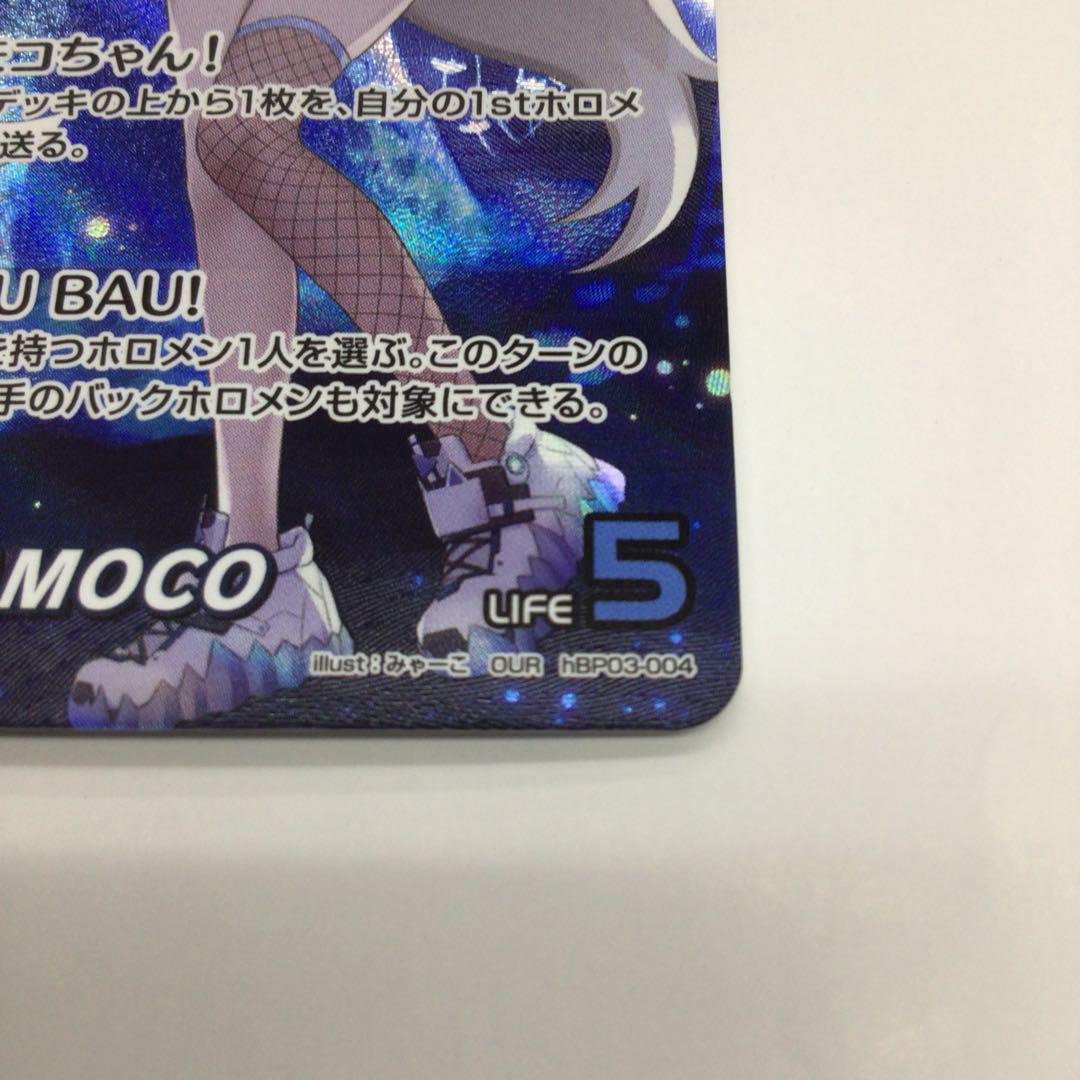 モコちゃん!
デッキの上から1枚を、自分の1stホロメ
送る。
U BAU!
を持つホロメン1人を選ぶ。このターンの
手のバックホロメンも対象にできる。
AMOCO
LIFE 5
illust:みゃーこ OUR hBP03-004